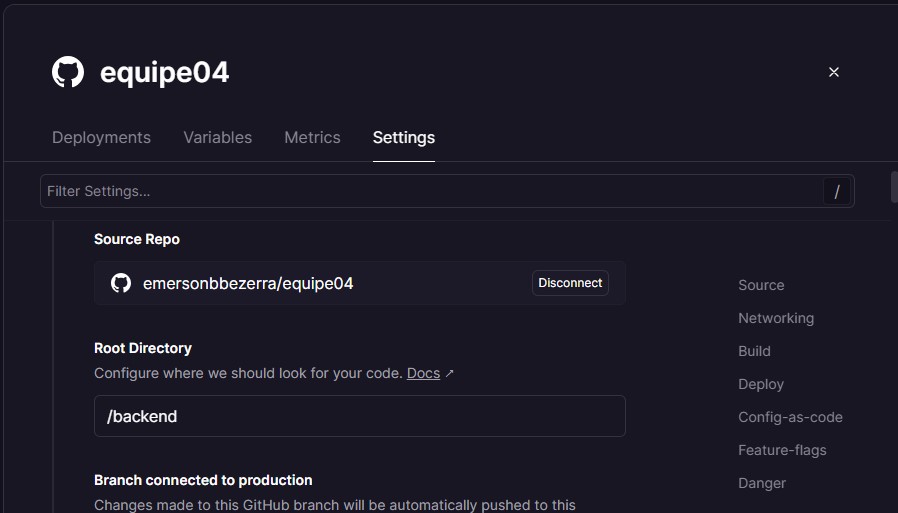 equipe04
Deployments Variables Metrics Settings
Filter Settings... /
Source Repo
emersonbbezerra/equipe04 Disconnect
Root Directory
Configure where we should look for your code. Docs ↗
/backend
Branch connected to production
Changes made to this GitHub branch will be automatically pushed to this
Source
Networking
Build
Deploy
Config-as-code
Feature-flags
Danger